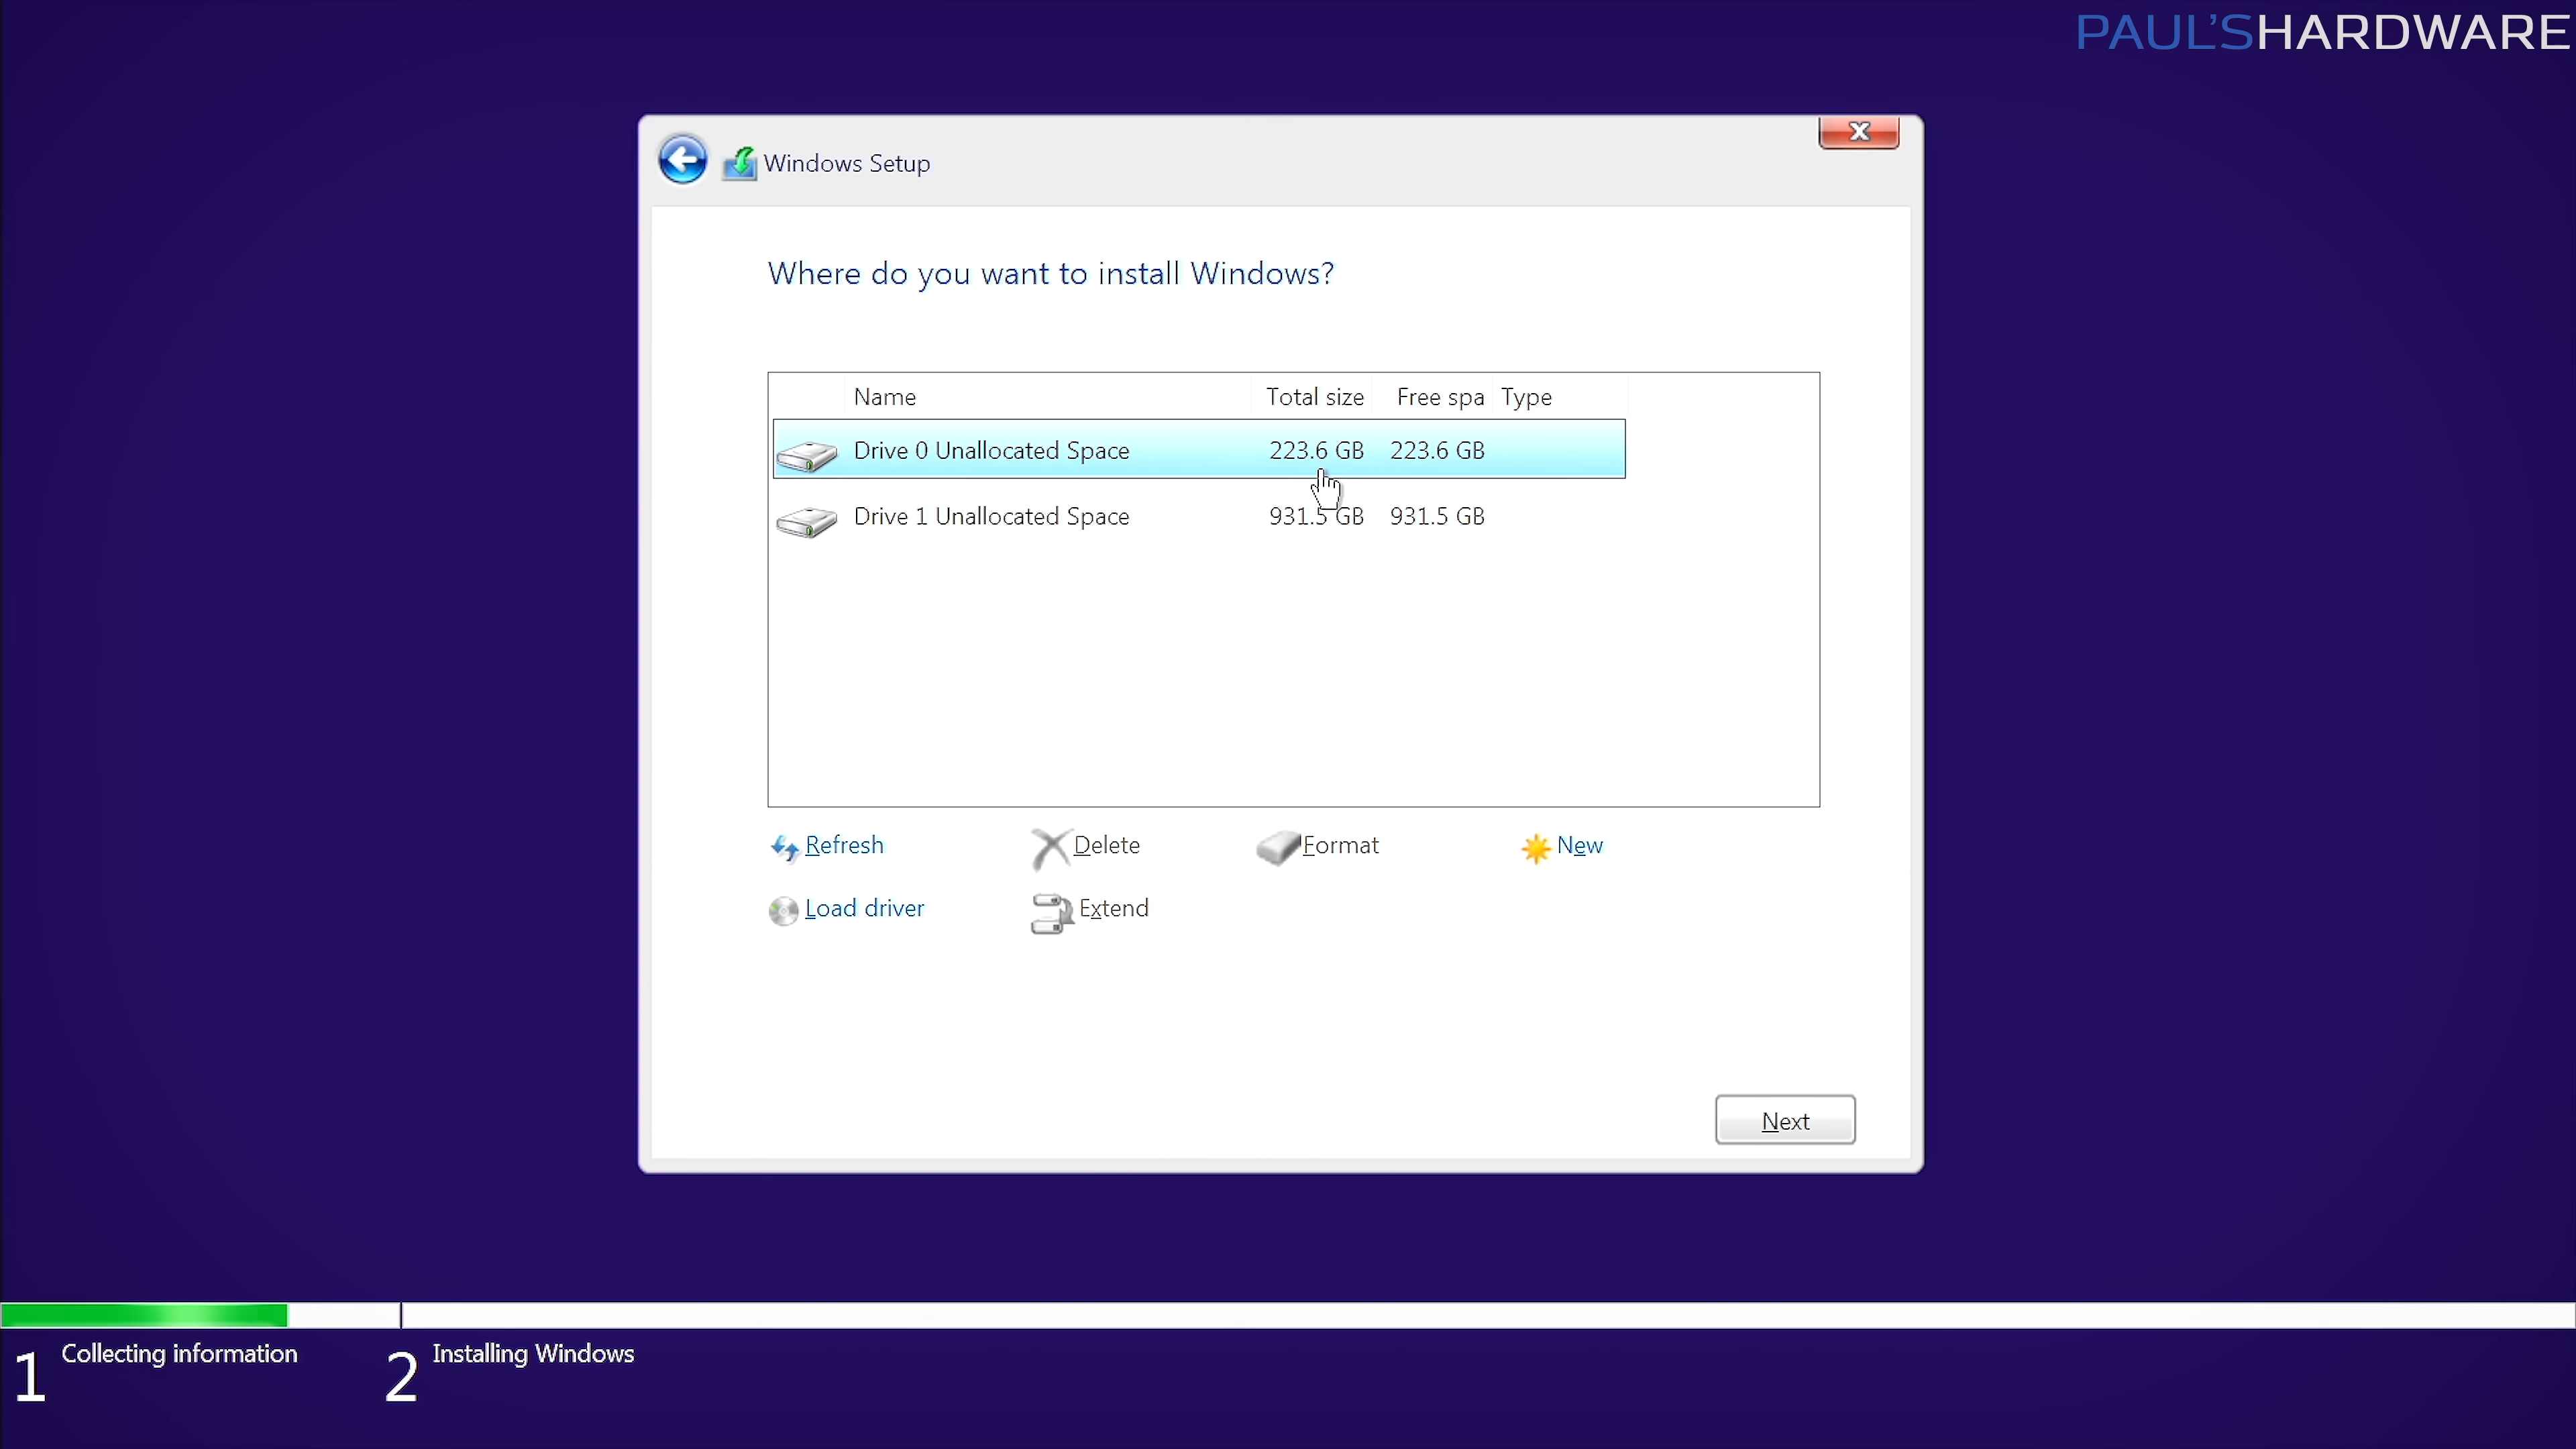 PAUL'SHARDWARE
Windows Setup
Where do you want to install Windows?
Name Total size Free spa Type
Drive 0 Unallocated Space 223.6 GB 223.6 GB
Drive 1 Unallocated Space 931.5 GB 931.5 GB
Refresh Delete Format New
Load driver Extend
Next
1 Collecting information 2 Installing Windows